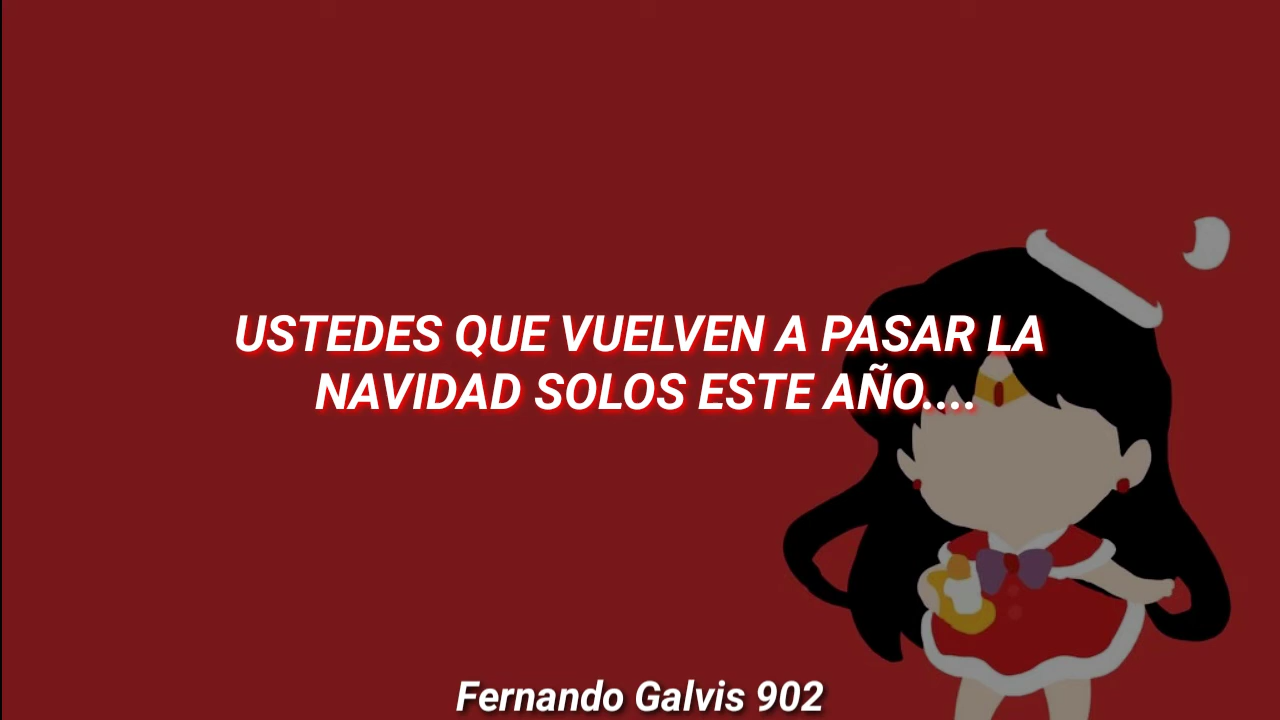 USTEDES QUE VUELVEN A PASAR LA
NAVIDAD SOLOS ESTE AÑO....
Fernando Galvis 902